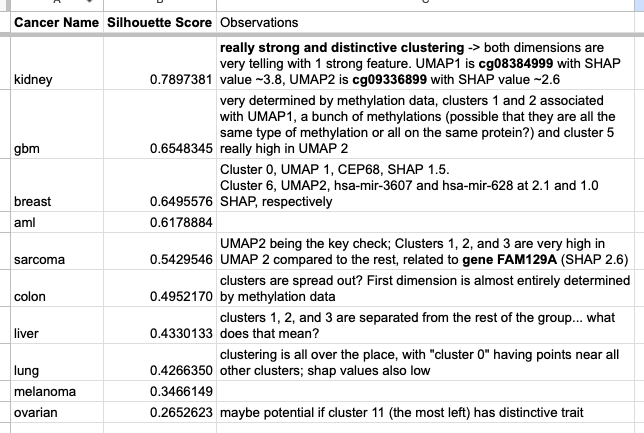 Cancer Name Silhouette Score Observations
really strong and distinctive clustering -> both dimensions are
very telling with 1 strong feature. UMAP1 is cg08384999 with SHAP
kidney 0.7897381 value ~3.8, UMAP2 is cg09336899 with SHAP value ~2.6
very determined by methylation data, clusters 1 and 2 associated
with UMAP1, a bunch of methylations (possible that they are all the
same type of methylation or all on the same protein?) and cluster 5
gbm 0.6548345 really high in UMAP 2
Cluster 0, UMAP 1, CEP68, SHAP 1.5.
Cluster 6, UMAP2, hsa-mir-3607 and hsa-mir-628 at 2.1 and 1.0
breast 0.6495576 SHAP, respectively
aml 0.6178884
UMAP2 being the key check; Clusters 1, 2, and 3 are very high in
sarcoma 0.5429546 UMAP 2 compared to the rest, related to gene FAM129A (SHAP 2.6)
clusters are spread out? First dimension is almost entirely determined
colon 0.4952170 by methylation data
clusters 1, 2, and 3 are separated from the rest of the group... what
liver 0.4330133 does that mean?
clustering is all over the place, with "cluster 0" having points near all
lung 0.4266350 other clusters; shap values also low
melanoma 0.3466149
ovarian 0.2652623 maybe potential if cluster 11 (the most left) has distinctive trait